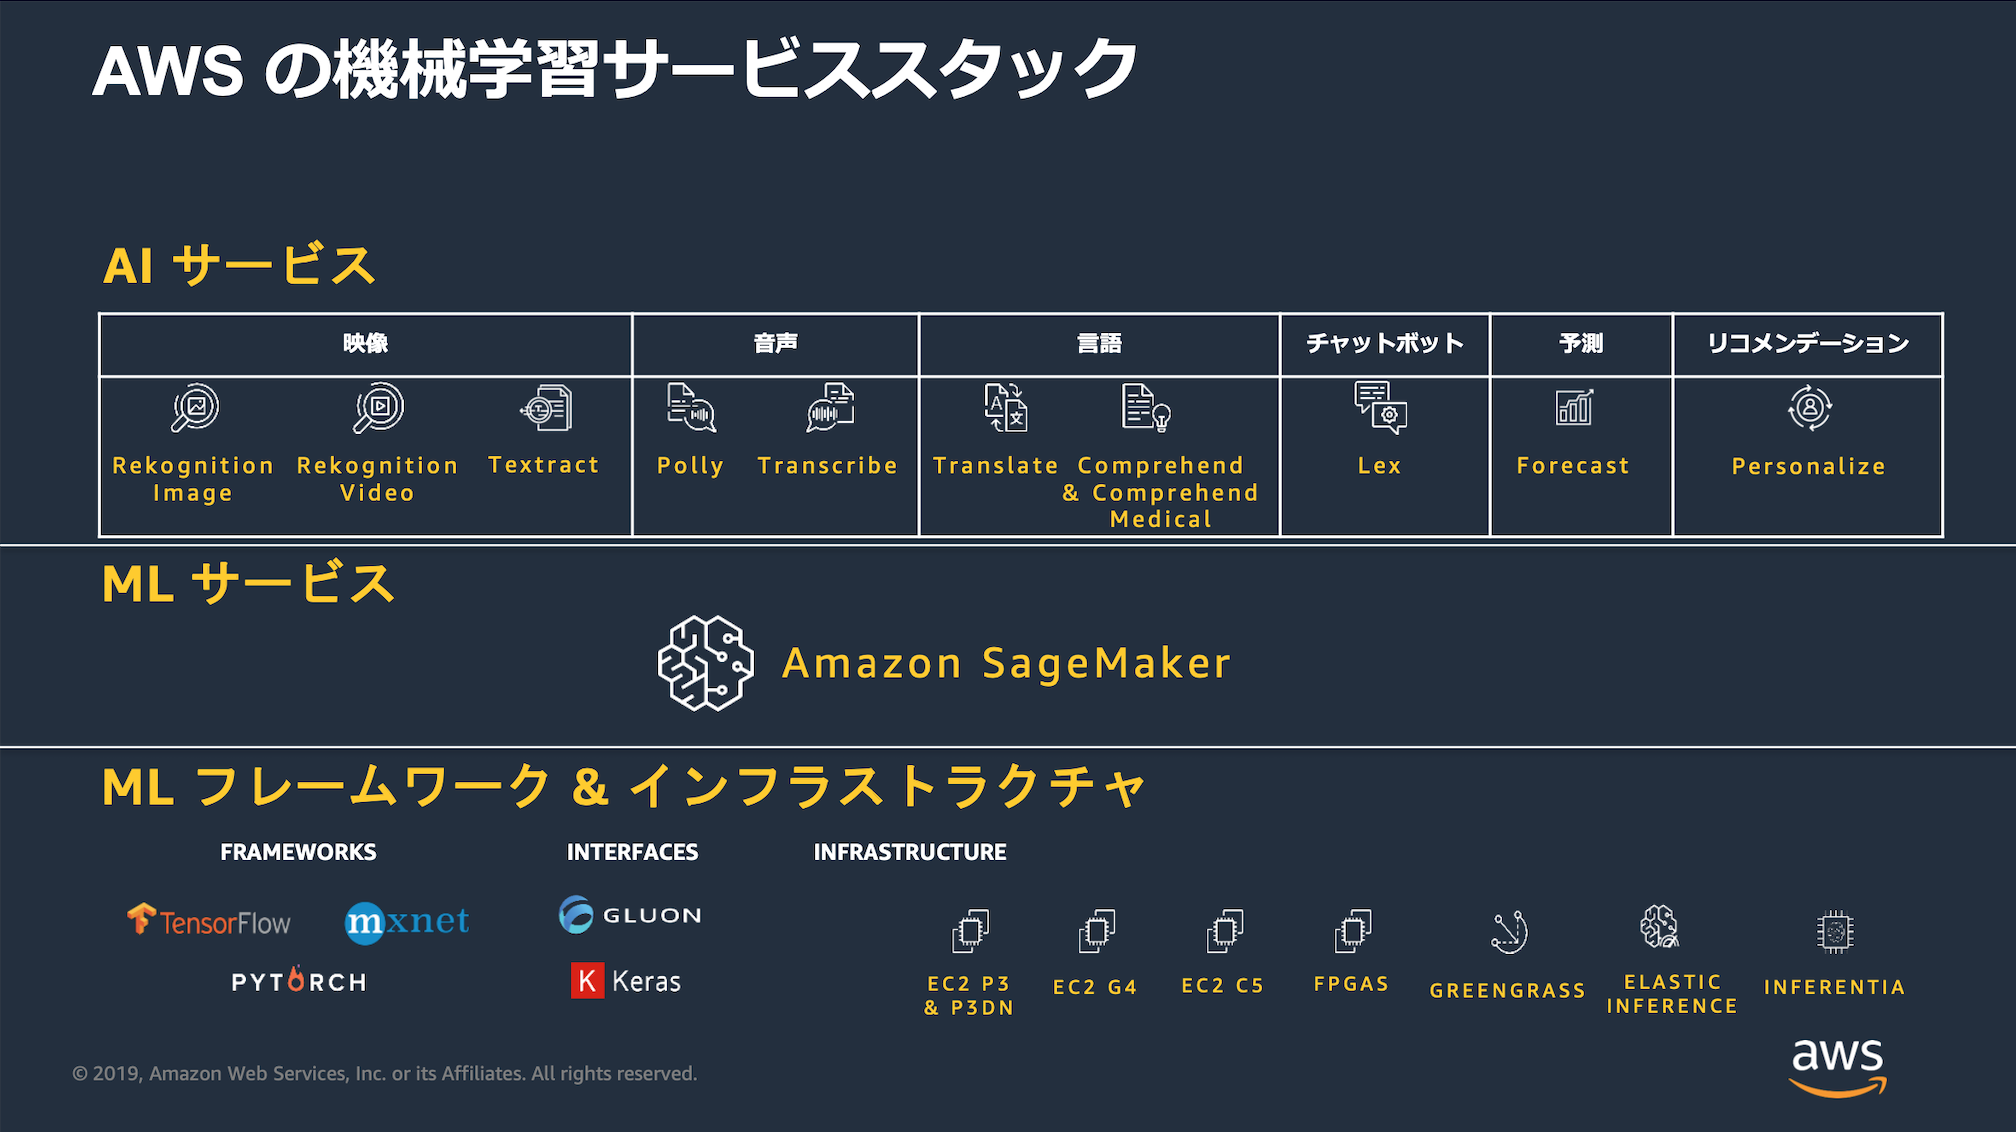 AWS の機械学習サービススタック
AI サービス
映像
音声
言語
チャットボット
予測
リコメンデーション
Rekognition
Image
Rekognition
Video
Textract
Polly
Transcribe
Translate
Comprehend
& Comprehend
Medical
Lex
Forecast
Personalize
ML サービス
Amazon SageMaker
ML フレームワーク & インフラストラクチャ
FRAMEWORKS
INTERFACES
INFRASTRUCTURE
TensorFlow
mxnet
PYTORCH
GLUON
K Keras
EC2 P3
& P3DN
EC2 G4
EC2 C5
FPGAS
GREENGRASS
ELASTIC
INFERENCE
INFERENTIA
© 2019, Amazon Web Services, Inc. or its Affiliates. All rights reserved.
aws